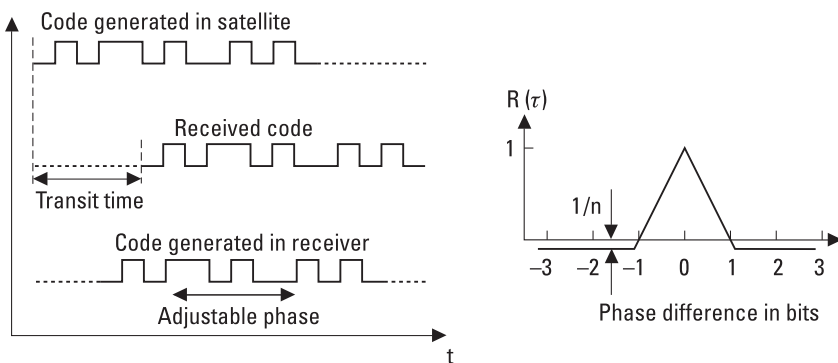 Code generated in satellite
Received code
Transit time
Code generated in receiver
Adjustable phase
t
R (τ)
1
1/n
–3 –2 –1 0 1 2 3
Phase difference in bits